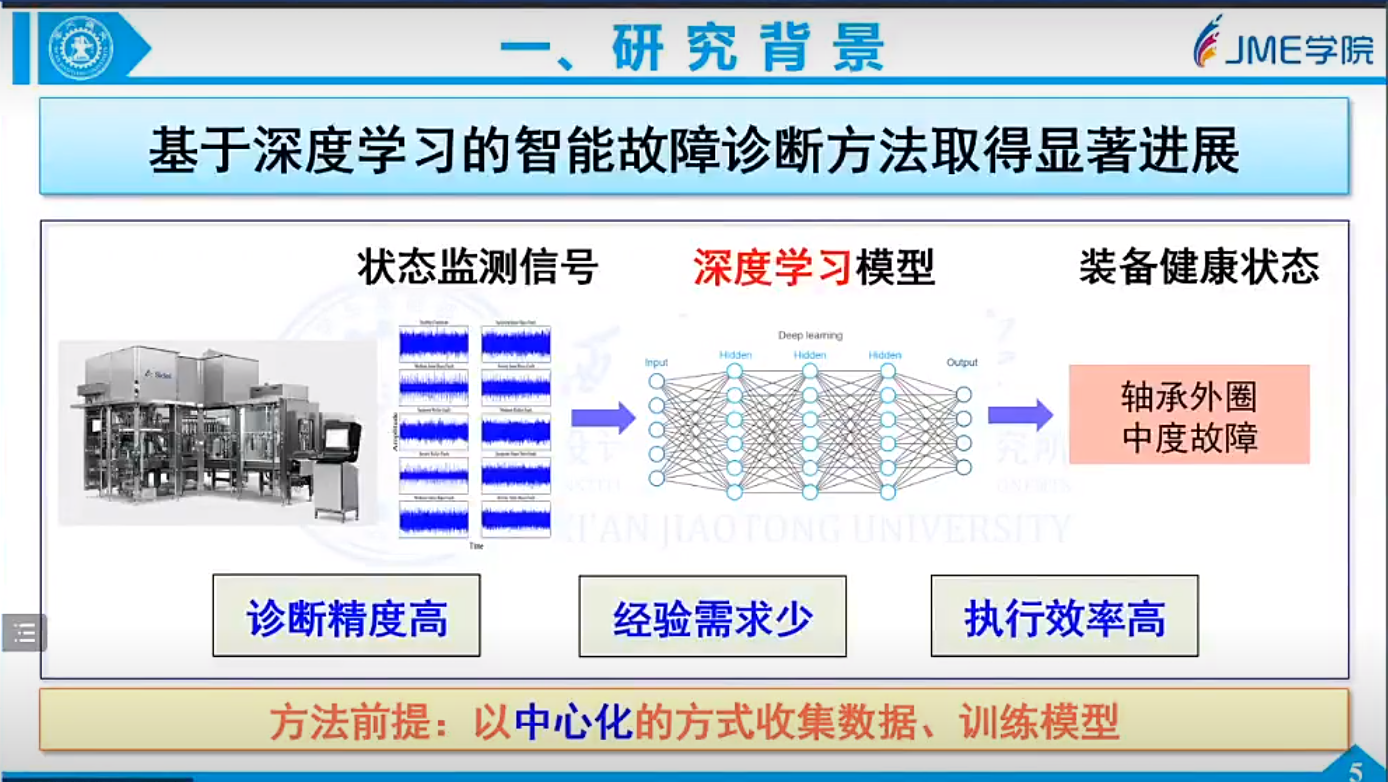 一、研究背景
JME学院
基于深度学习的智能故障诊断方法取得显著进展
状态监测信号
深度学习模型
装备健康状态
Deep learning
Input
Hidden
Hidden
Hidden
Output
Amplitude
Time
轴承外圈
中度故障
XI'AN JIAOTONG UNIVERSITY
诊断精度高
经验需求少
执行效率高
方法前提：以中心化的方式收集数据、训练模型
5